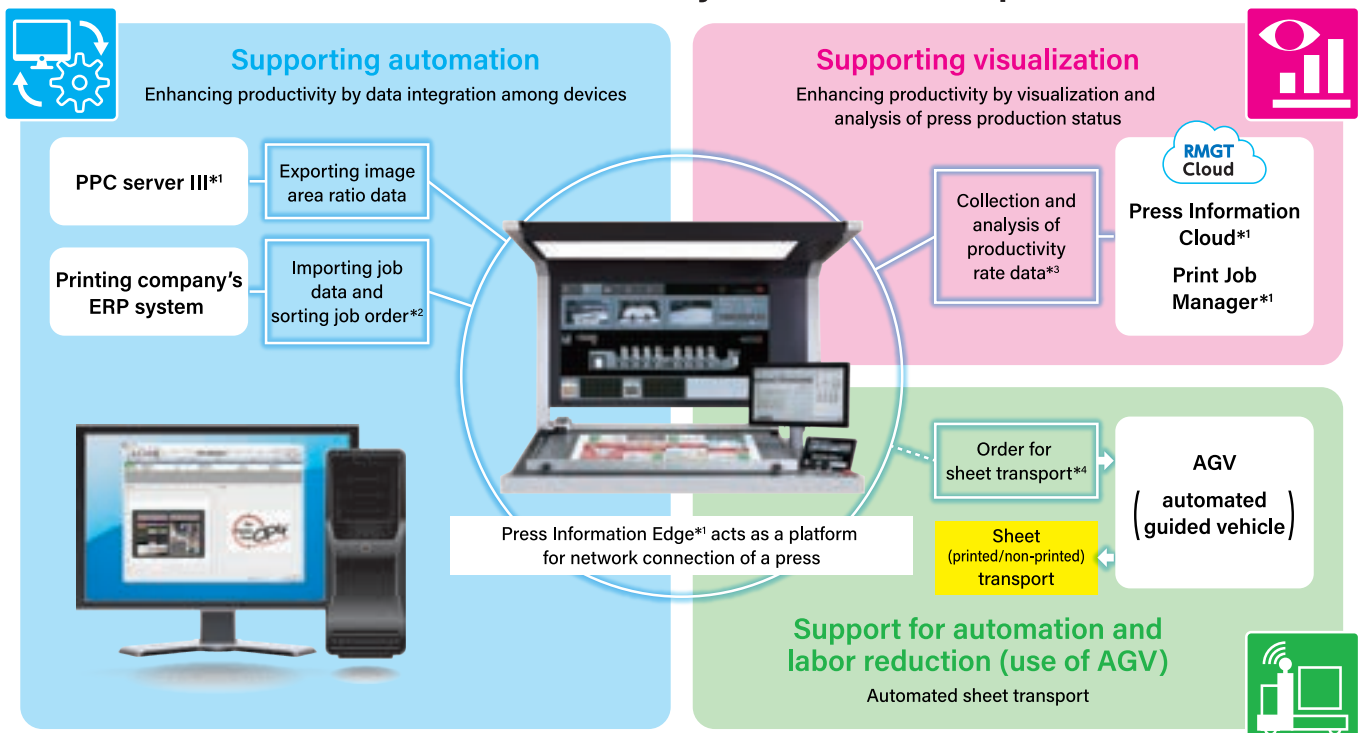 Supporting automation
Enhancing productivity by data integration among devices
PPC server III*1
Exporting image
area ratio data
Printing company's
ERP system
Importing job
data and
sorting job order*2
Supporting visualization
Enhancing productivity by visualization and
analysis of press production status
Collection and
analysis of
productivity
rate data*3
RMGT
Cloud
Press Information
Cloud*1
Print Job
Manager*1
Press Information Edge*1 acts as a platform
for network connection of a press
Order for
sheet transport*4
AGV
(automated
guided vehicle)
Sheet
(printed/non-printed)
transport
Support for automation and
labor reduction (use of AGV)
Automated sheet transport